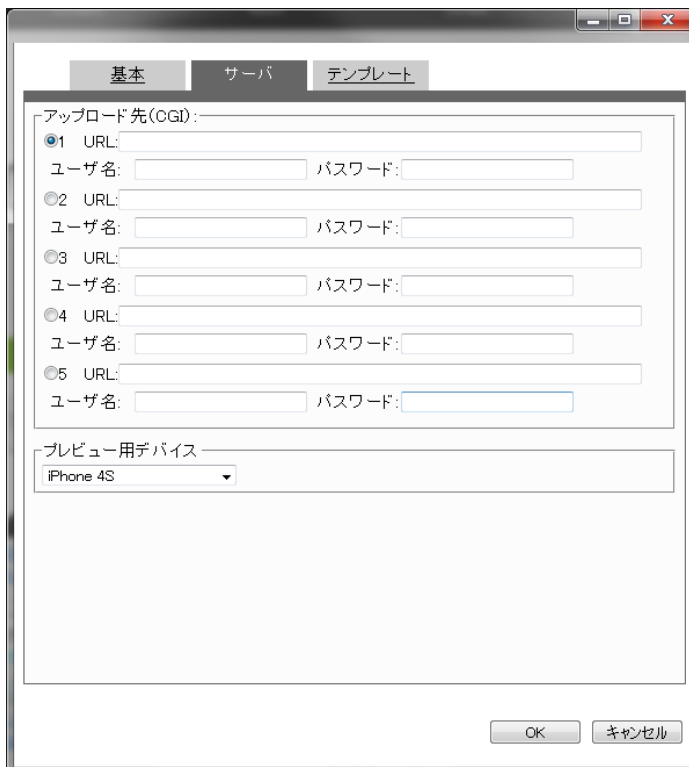 基本 サーバ テンプレート
アップロード先(CGI):
1 URL:
ユーザ名: パスワード:
2 URL:
ユーザ名: パスワード:
3 URL:
ユーザ名: パスワード:
4 URL:
ユーザ名: パスワード:
5 URL:
ユーザ名: パスワード:
プレビュー用デバイス
iPhone 4S
OK キャンセル